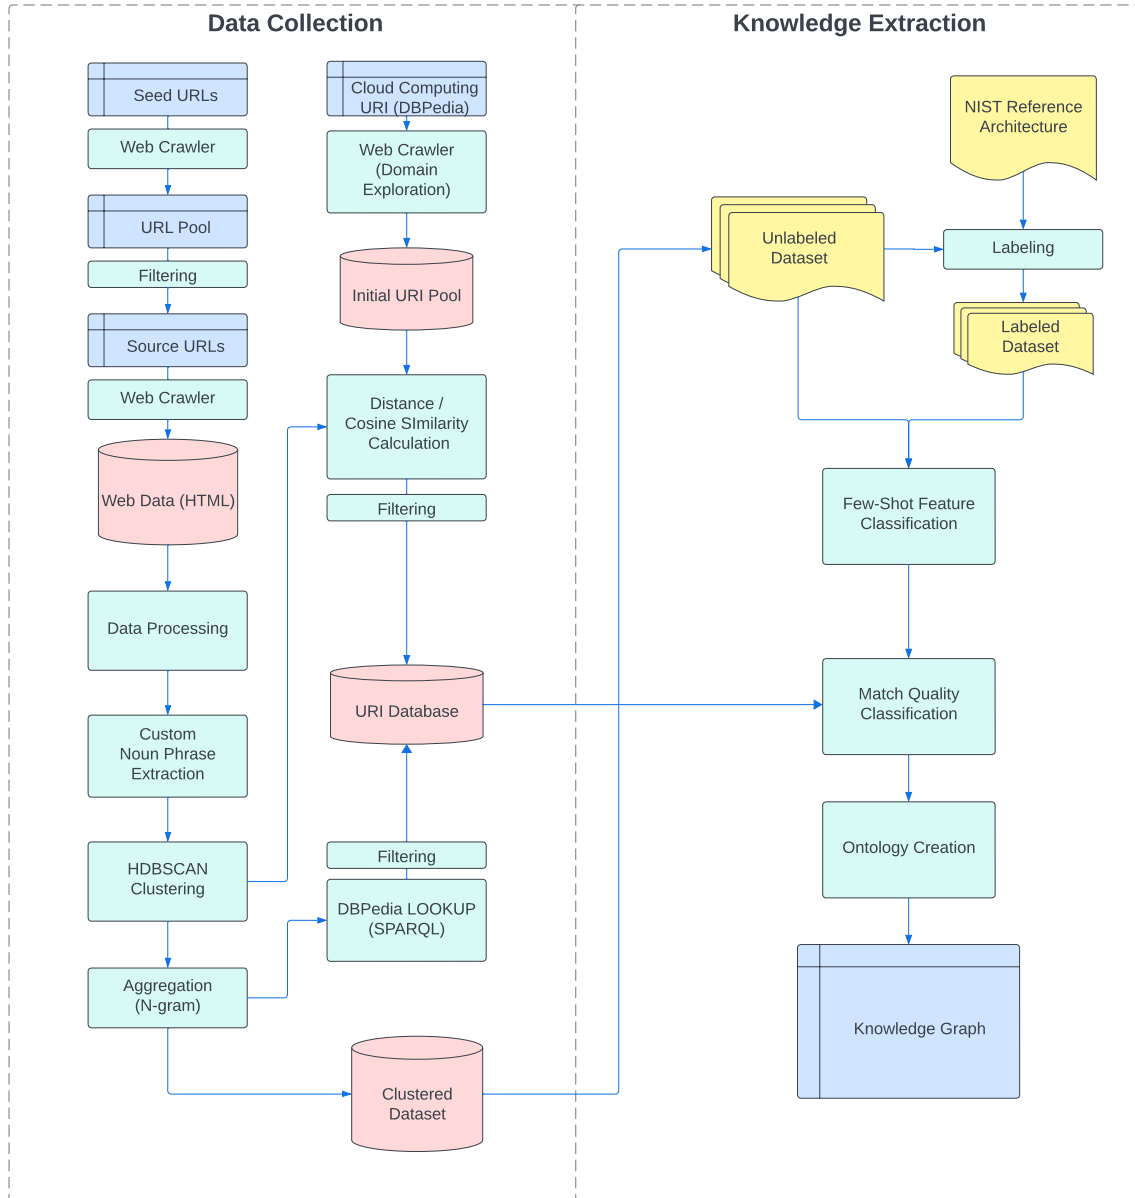 Data Collection
Seed URLs
Web Crawler
URL Pool
Filtering
Source URLs
Web Crawler
Web Data (HTML)
Data Processing
Custom
Noun Phrase
Extraction
HDBSCAN
Clustering
Aggregation
(N-gram)
Cloud Computing
URI (DBPedia)
Web Crawler
(Domain
Exploration)
Initial URI Pool
Distance /
Cosine SImilarity
Calculation
Filtering
URI Database
Filtering
DBPedia LOOKUP
(SPARQL)
Clustered
Dataset
Knowledge Extraction
NIST Reference
Architecture
Unlabeled
Dataset
Labeling
Labeled
Dataset
Few-Shot Feature
Classification
Match Quality
Classification
Ontology Creation
Knowledge Graph